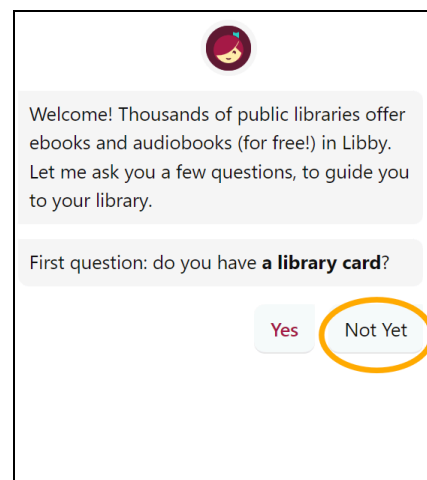 Welcome! Thousands of public libraries offer
ebooks and audiobooks (for free!) in Libby.
Let me ask you a few questions, to guide you
to your library.
First question: do you have a library card?
Yes
Not Yet